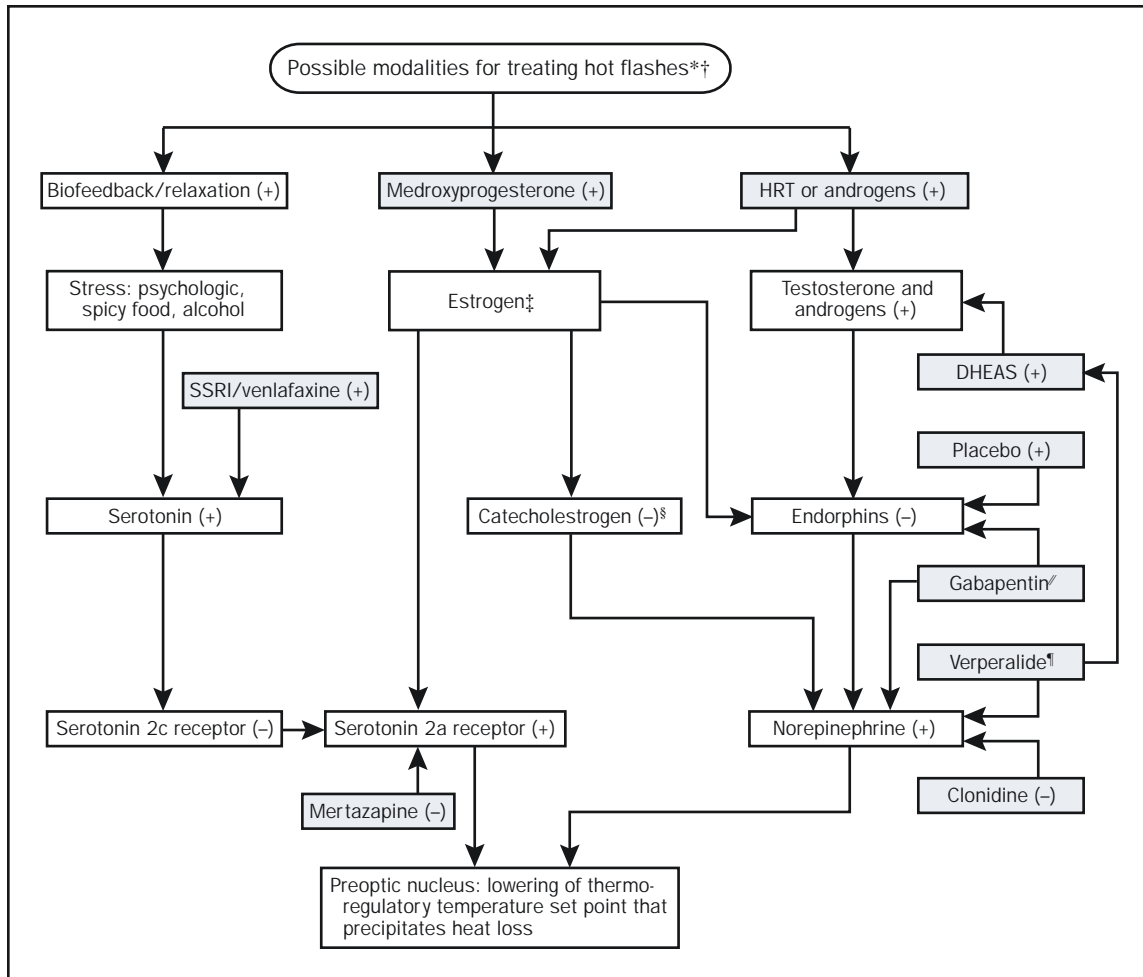 Possible modalities for treating hot flashes*†
Biofeedback/relaxation (+)
Medroxyprogesterone (+)
HRT or androgens (+)
Stress: psychologic,
spicy food, alcohol
Estrogen‡
Testosterone and
androgens (+)
DHEAS (+)
SSRI/venlafaxine (+)
Placebo (+)
Serotonin (+)
Catecholestrogen (–)§
Endorphins (–)
Gabapentin//
Verperalide¶
Serotonin 2c receptor (–)
Serotonin 2a receptor (+)
Norepinephrine (+)
Mertazapine (–)
Clonidine (–)
Preoptic nucleus: lowering of thermo-
regulatory temperature set point that
precipitates heat loss